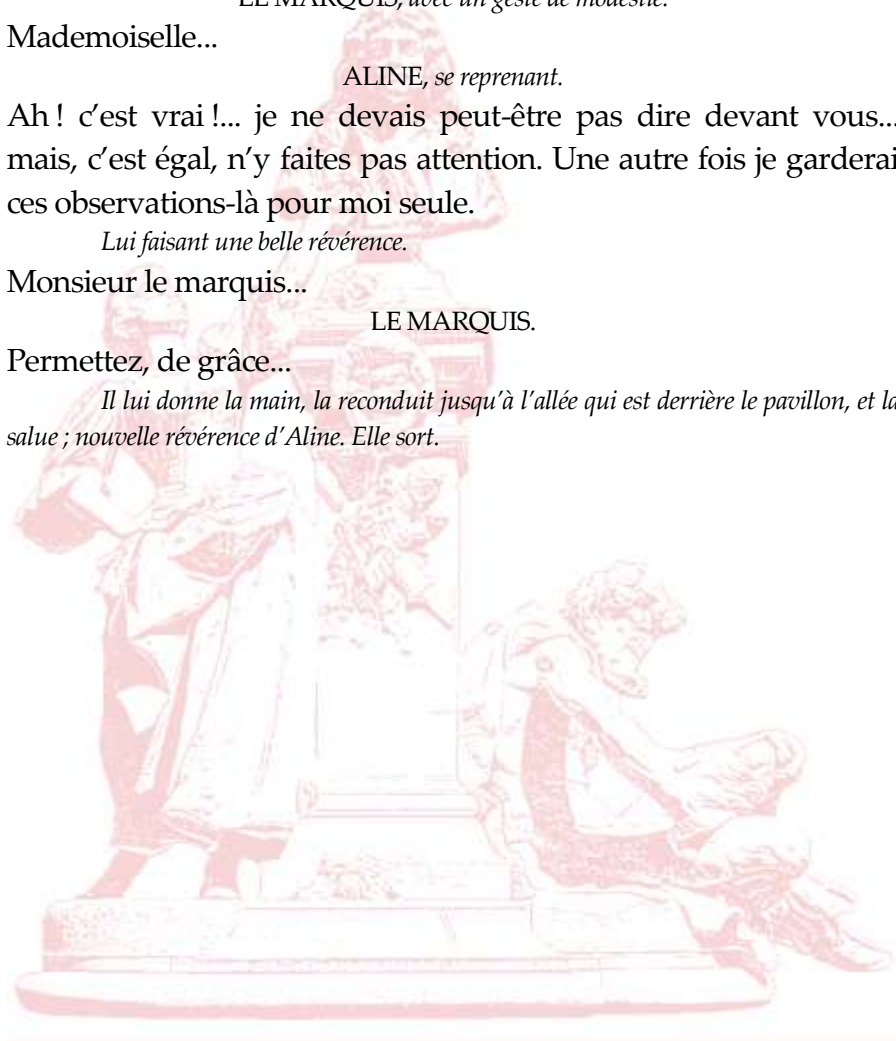 LE MARQUIS, avec un geste de modestie.
Mademoiselle...
ALINE, se reprenant.
Ah ! c’est vrai !... je ne devais peut-être pas dire devant vous...
mais, c’est égal, n’y faites pas attention. Une autre fois je garderai
ces observations-là pour moi seule.
Lui faisant une belle révérence.
Monsieur le marquis...
LE MARQUIS.
Permettez, de grâce...
Il lui donne la main, la reconduit jusqu’à l’allée qui est derrière le pavillon, et la
salue ; nouvelle révérence d’Aline. Elle sort.